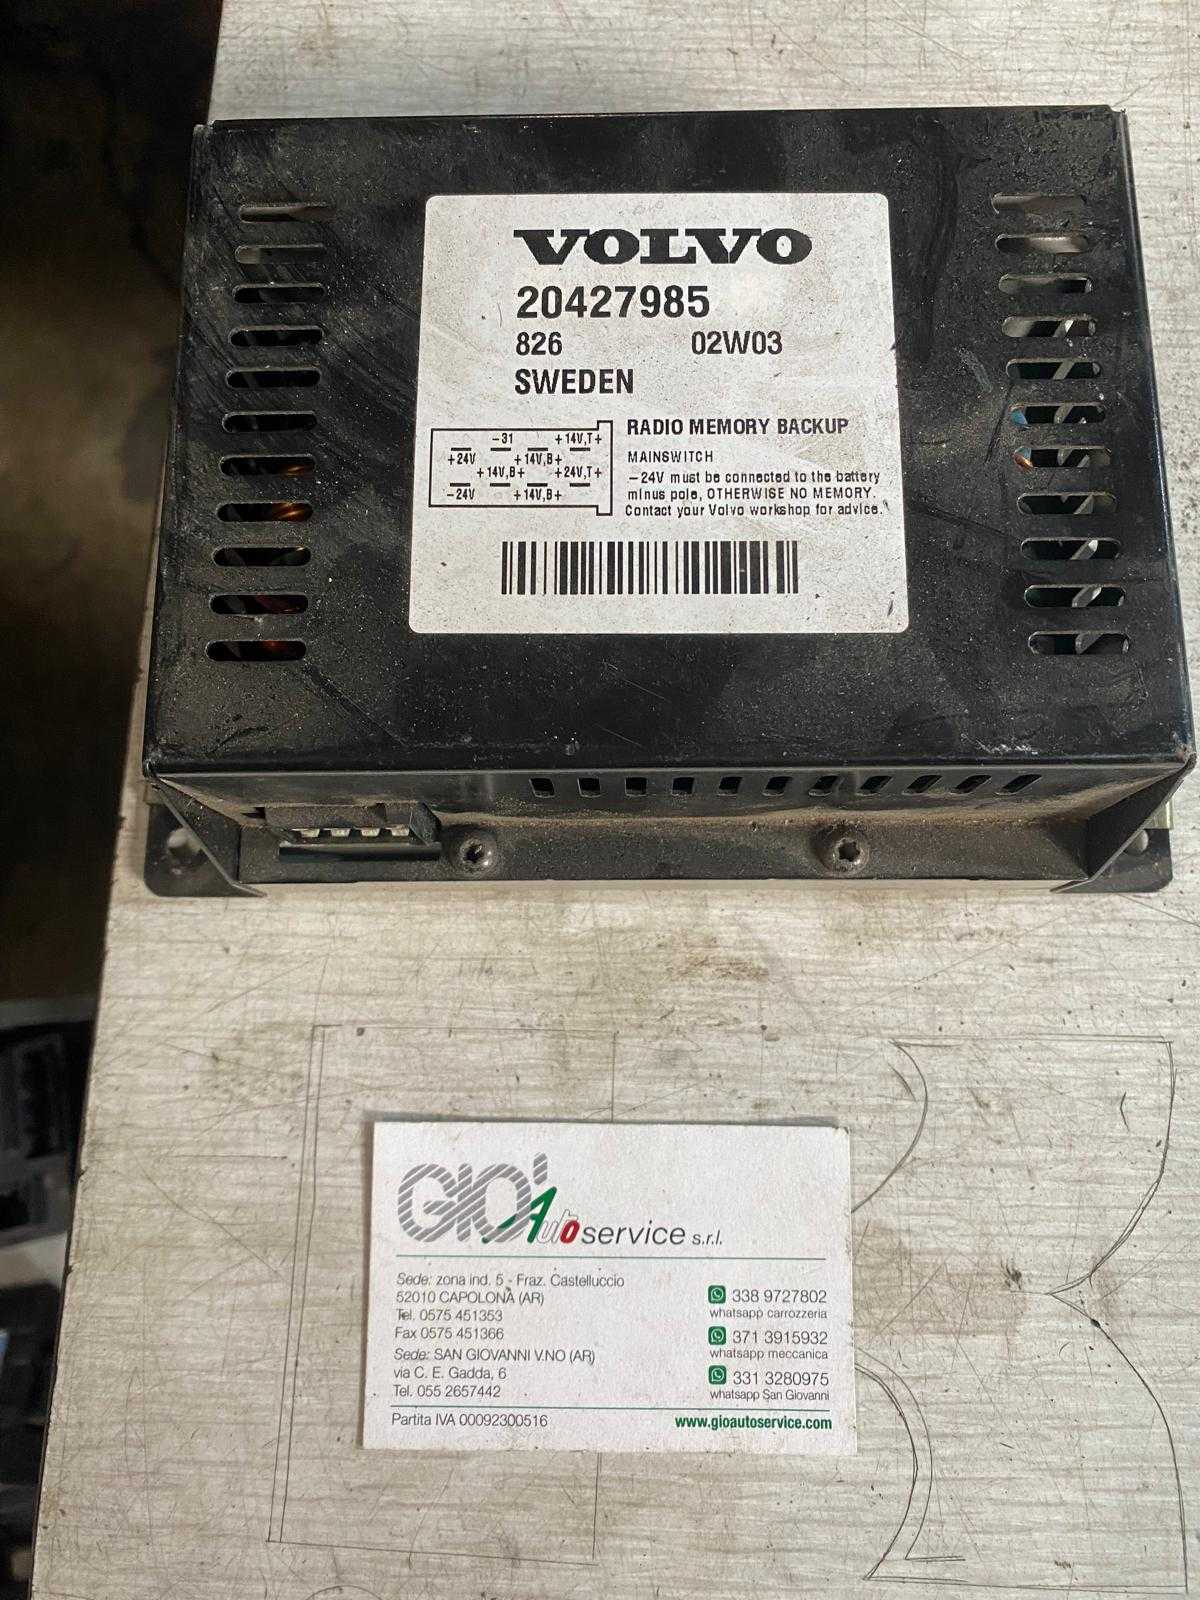 VOLVO
20427985
826 02W03
SWEDEN
RADIO MEMORY BACKUP
MAINSWITCH
-24V must be connected to the battery
minus pole, OTHERWISE NO MEMORY.
Contact your Volvo workshop for advice.
-31 +14V,T+
+24V +14V,B+
+14V,B+ +24V,T+
-24V +14V,B+
GIO' Auto service s.r.l.
Sede: zona ind. 5 - Fraz. Castelluccio
52010 CAPOLONA (AR)
Tel. 0575 451353
Fax 0575 451366
Sede: SAN GIOVANNI V.NO (AR)
via C. E. Gadda, 6
Tel. 055 2657442
338 9727802
whatsapp carrozzeria
371 3915932
whatsapp meccanica
331 3280975
whatsapp San Giovanni
Partita IVA 00092300516
www.gioautoservice.com